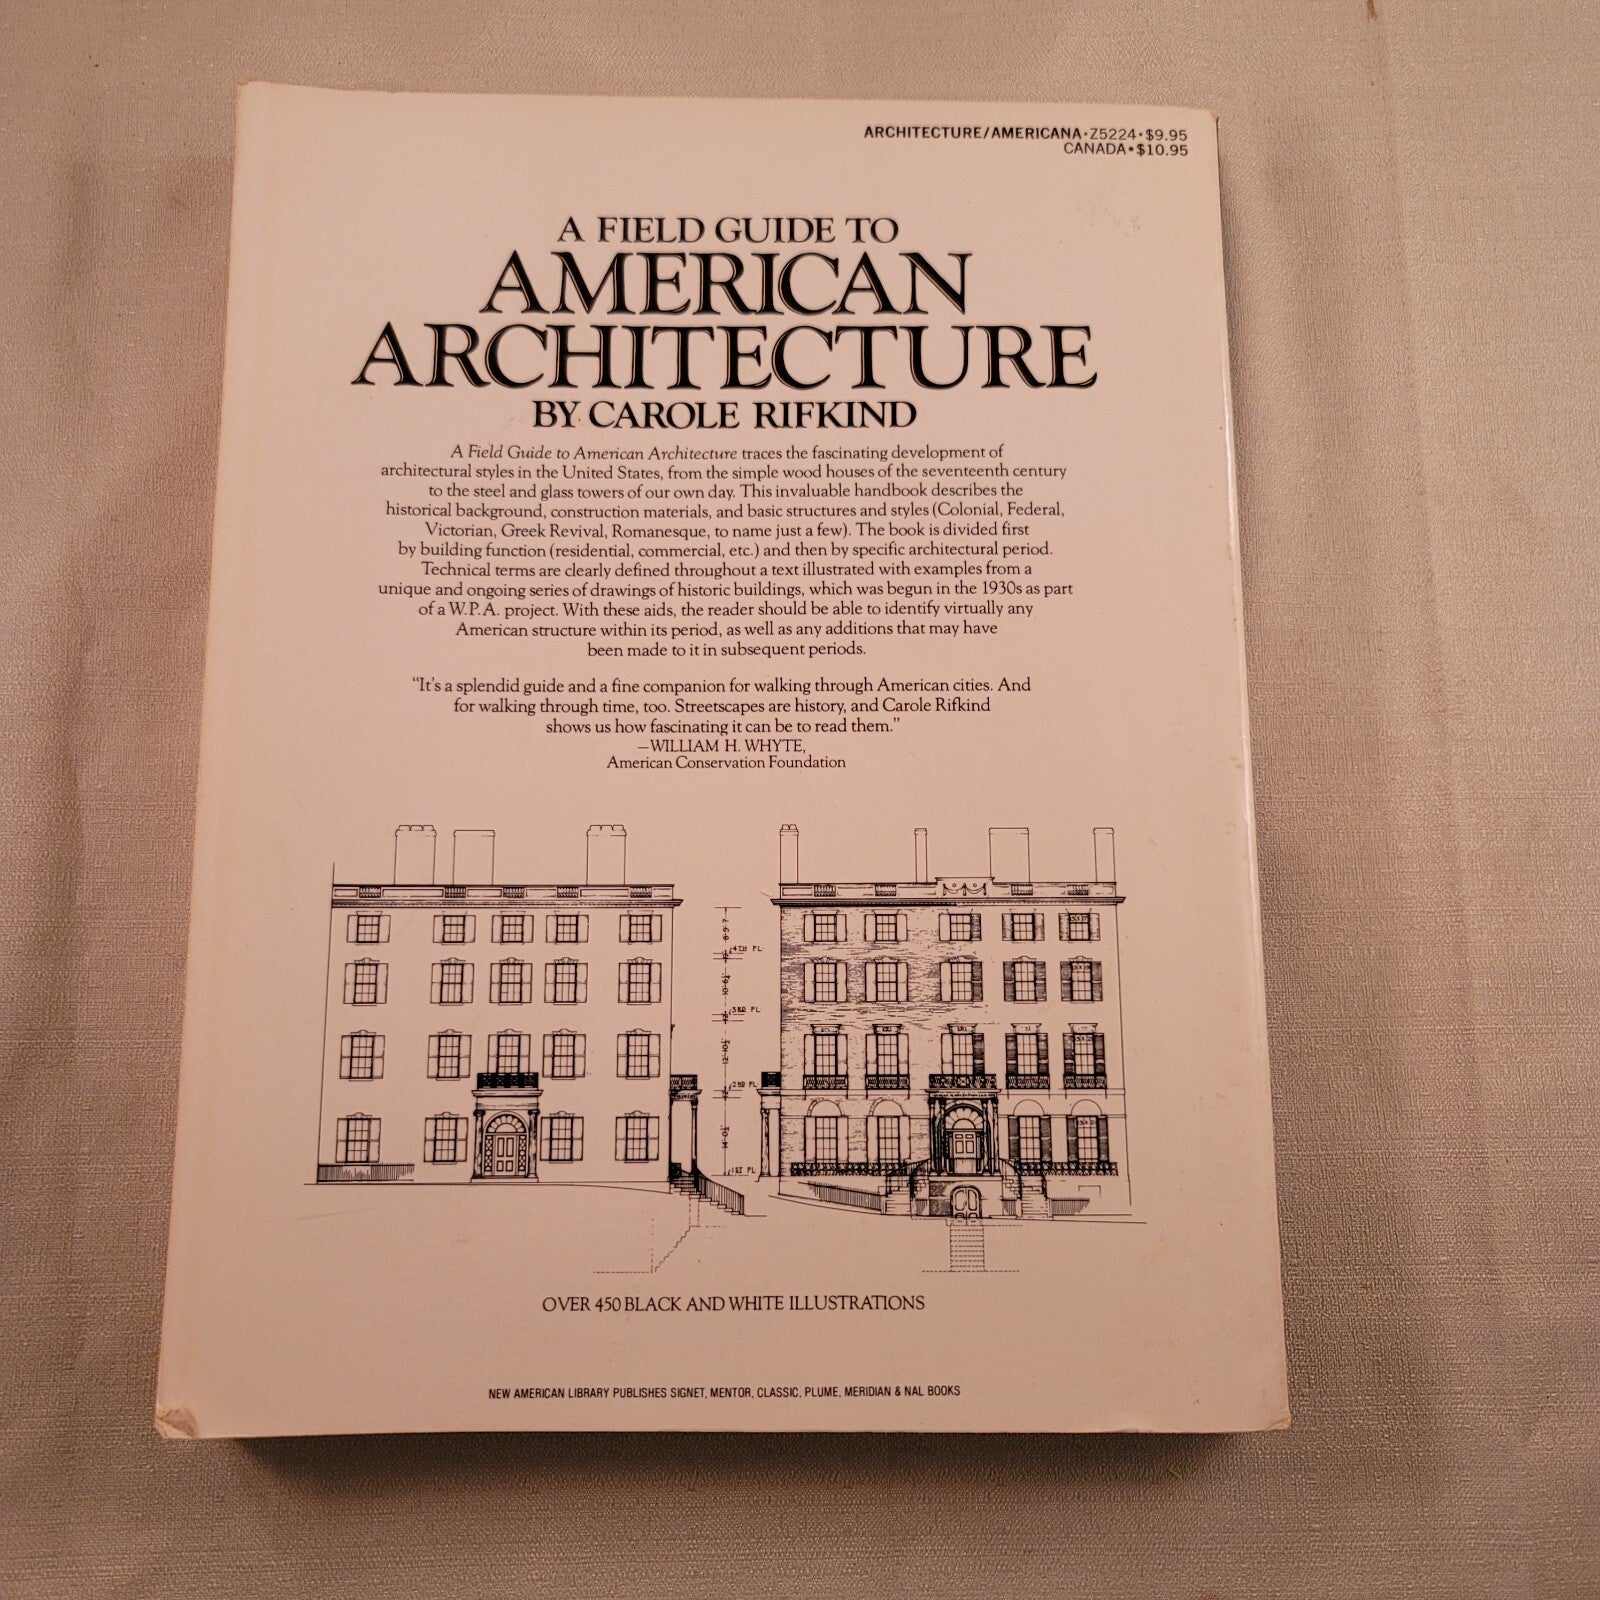 ARCHITECTURE/AMERICANA•Z5224•$9.95
CANADA•$10.95
A FIELD GUIDE TO
AMERICAN
ARCHITECTURE
BY CAROLE RIFKIND
A Field Guide to American Architecture traces the fascinating development of
architectural styles in the United States, from the simple wood houses of the seventeenth century
to the steel and glass towers of our own day. This invaluable handbook describes the
historical background, construction materials, and basic structures and styles (Colonial, Federal,
Victorian, Greek Revival, Romanesque, to name just a few). The book is divided first
by building function (residential, commercial, etc.) and then by specific architectural period.
Technical terms are clearly defined throughout a text illustrated with examples from a
unique and ongoing series of drawings of historic buildings, which was begun in the 1930s as part
of a W.P.A. project. With these aids, the reader should be able to identify virtually any
American structure within its period, as well as any additions that may have
been made to it in subsequent periods.
“It's a splendid guide and a fine companion for walking through American cities. And
for walking through time, too. Streetscapes are history, and Carole Rifkind
shows us how fascinating it can be to read them.”
—WILLIAM H. WHYTE,
American Conservation Foundation
4TH FL
3RD FL
2ND FL
1ST FL
OVER 450 BLACK AND WHITE ILLUSTRATIONS
NEW AMERICAN LIBRARY PUBLISHES SIGNET, MENTOR, CLASSIC, PLUME, MERIDIAN & NAL BOOKS